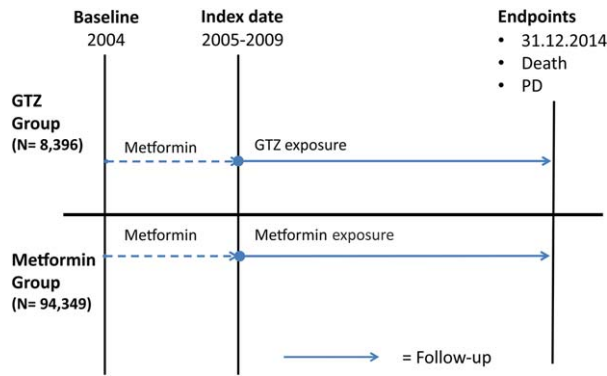 Baseline
2004
Index date
2005-2009
Endpoints
• 31.12.2014
• Death
• PD
GTZ
Group
(N= 8,396)
Metformin
GTZ exposure
Metformin
Metformin exposure
Metformin
Group
(N= 94,349)
= Follow-up